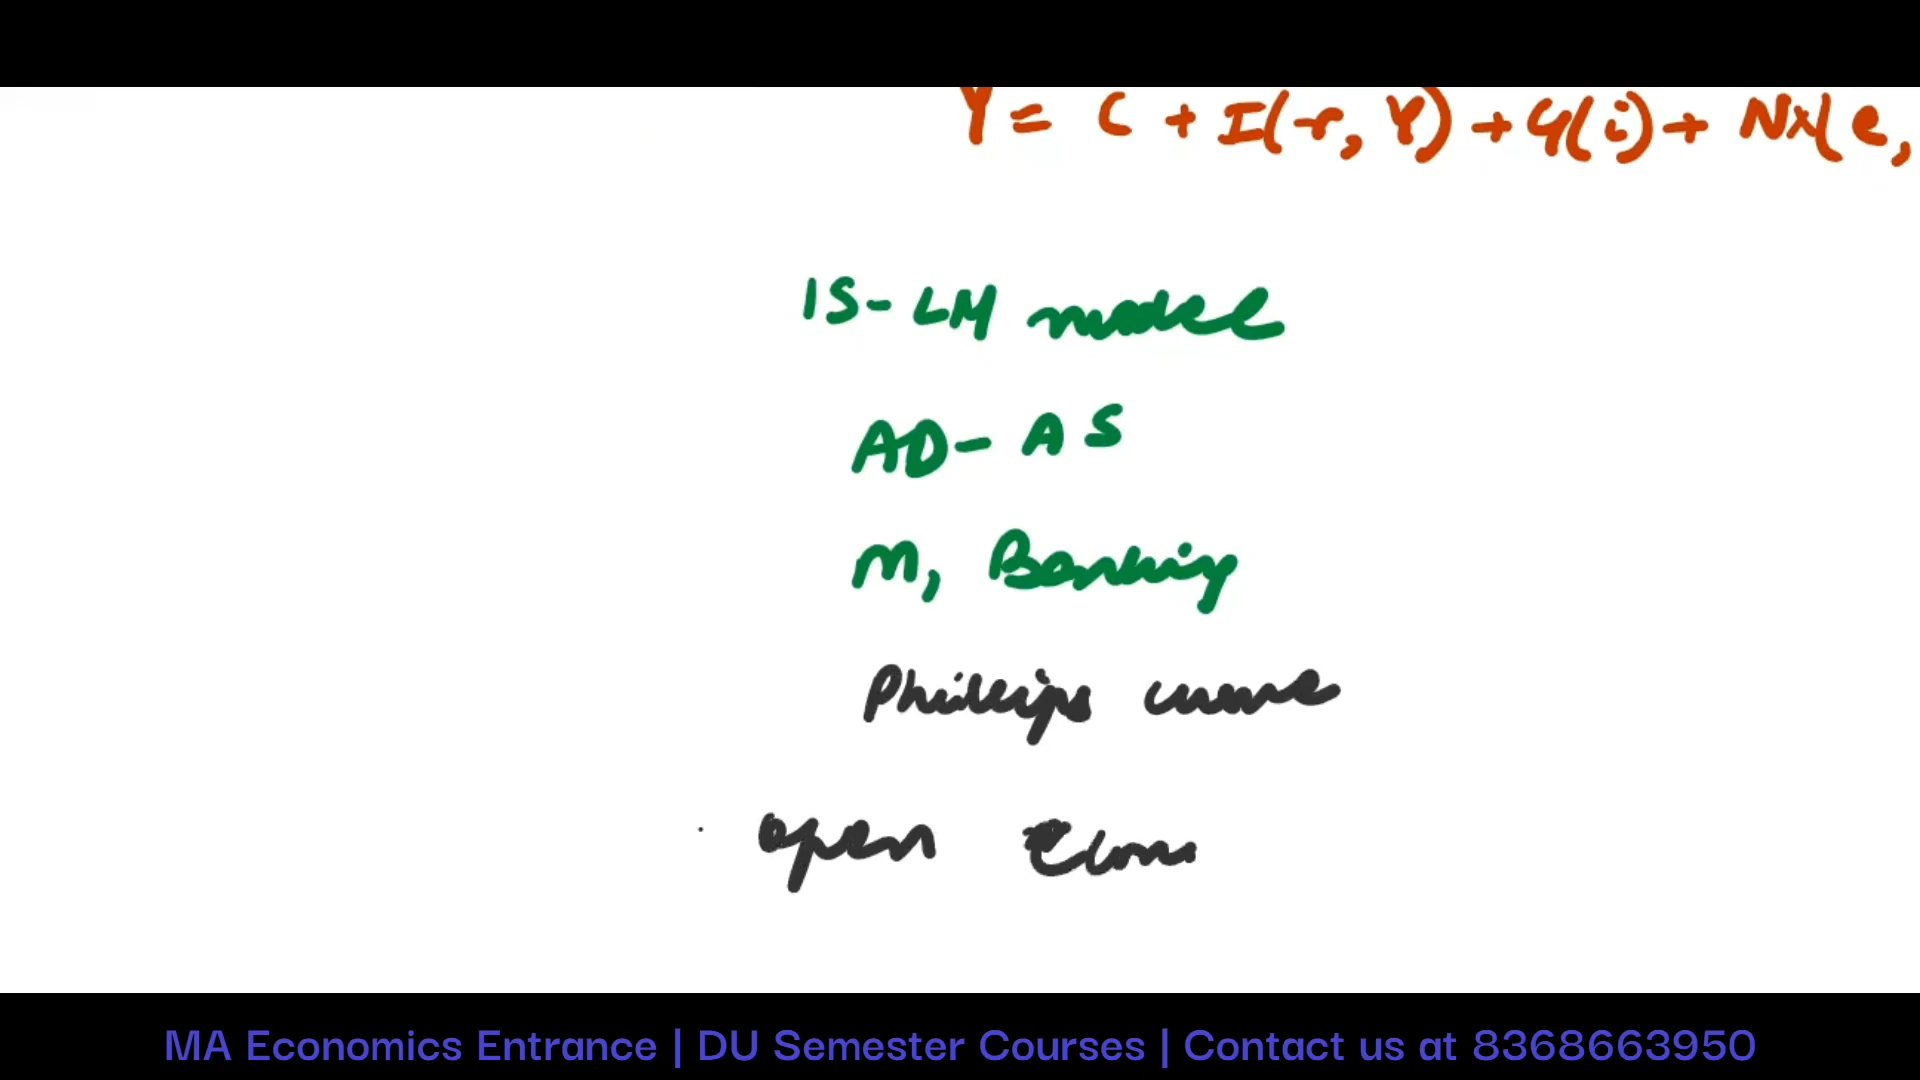 Y = C + I(r, Y) + G(i) + NX(e,
IS-LM model
AD-AS
M, Banking
Phillips curve
open Econ
MA Economics Entrance | DU Semester Courses | Contact us at 8368663950